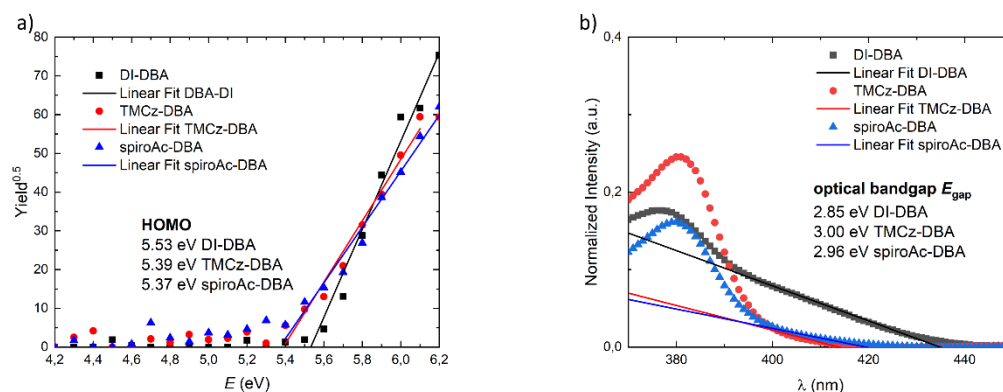 a)
80
70
60
50
40
30
20
10
0
Yield0.5
DI-DBA
Linear Fit DBA-DI
TMCz-DBA
Linear Fit TMCz-DBA
spiroAc-DBA
Linear Fit spiroAc-DBA
HOMO
5.53 eV DI-DBA
5.39 eV TMCz-DBA
5.37 eV spiroAc-DBA
4,2 4,4 4,6 4,8 5,0 5,2 5,4 5,6 5,8 6,0 6,2
E (eV)
b)
0,4
0,2
0,0
Normalized Intensity (a.u.)
DI-DBA
Linear Fit DI-DBA
TMCz-DBA
Linear Fit TMCz-DBA
spiroAc-DBA
Linear Fit spiroAc-DBA
optical bandgap Egap
2.85 eV DI-DBA
3.00 eV TMCz-DBA
2.96 eV spiroAc-DBA
380 400 420 440
λ (nm)